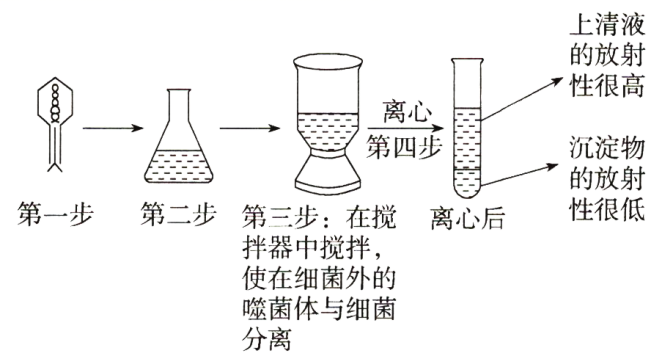 上清液
的放射
性很高
离心
第四步
沉淀物
的放射
性很低
第一步
第二步
第三步：在搅
拌器中搅拌，
使在细菌外的
噬菌体与细菌
分离
离心后